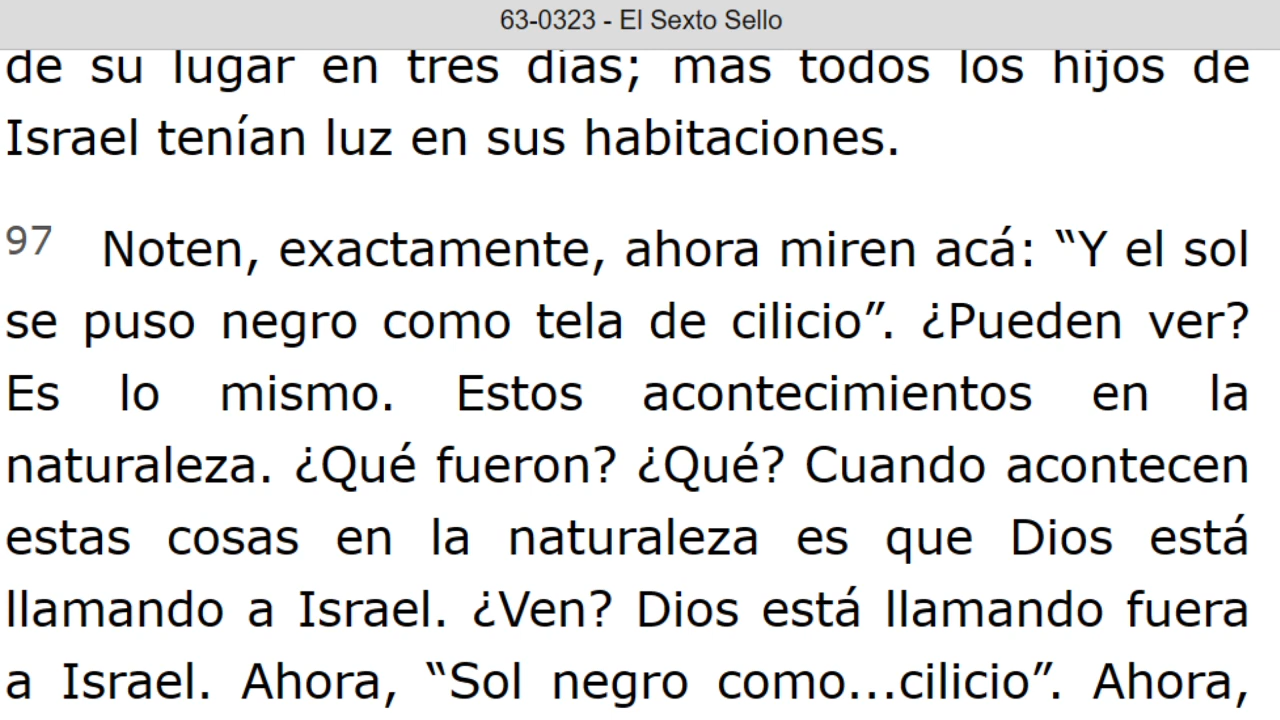 63-0323 - El Sexto Sello
de su lugar en tres días; mas todos los hijos de
Israel tenían luz en sus habitaciones.
97 Noten, exactamente, ahora miren acá: “Y el sol
se puso negro como tela de cilicio”. ¿Pueden ver?
Es lo mismo. Estos acontecimientos en la
naturaleza. ¿Qué fueron? ¿Qué? Cuando acontecen
estas cosas en la naturaleza es que Dios está
llamando a Israel. ¿Ven? Dios está llamando fuera
a Israel. Ahora, “Sol negro como...cilicio”. Ahora,